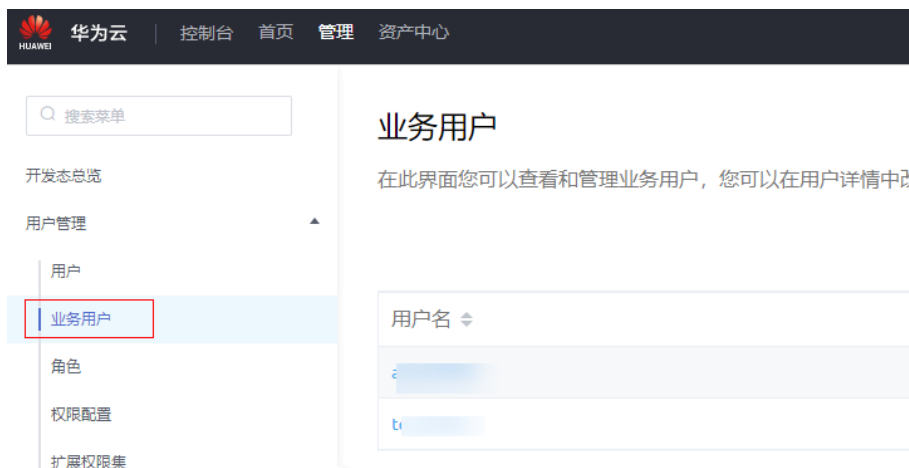 HUAWEI 华为云 控制台 首页 管理 资产中心
搜索菜单
开发态总览
用户管理
用户
业务用户
角色
权限配置
扩展权限集
业务用户
在此界面您可以查看和管理业务用户，您可以在用户详情中
用户名